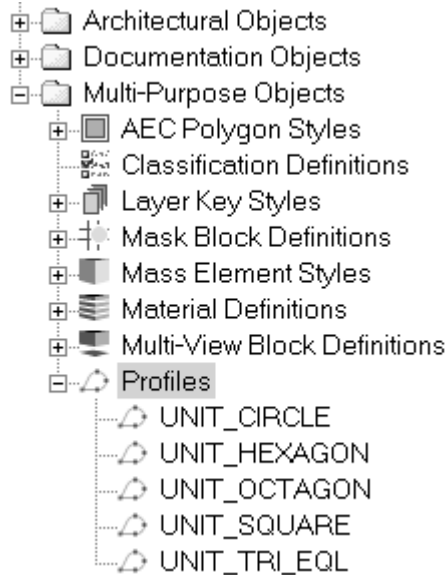 Architectural Objects
Documentation Objects
Multi-Purpose Objects
AEC Polygon Styles
Classification Definitions
Layer Key Styles
Mask Block Definitions
Mass Element Styles
Material Definitions
Multi-View Block Definitions
Profiles
UNIT_CIRCLE
UNIT_HEXAGON
UNIT_OCTAGON
UNIT_SQUARE
UNIT_TRI_EQL